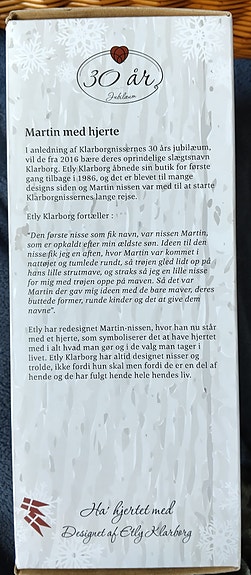 30 år
Jubilæum
Martin med hjerte
I anledning af Klarborgnissernes 30 års jubilæum,
vil de fra 2016 bære deres oprindelige slægtsnavn
Klarborg. Etly Klarborg åbnede sin butik for første
gang tilbage i 1986, og det er blevet til mange
designs siden og Martin nissen var med til at starte
Klarborgnissernes lange rejse.
Etly Klarborg fortæller :
"Den første nisse som fik navn, var nissen Martin,
som er opkaldt efter min ældste søn. Ideen til den
nisse fik jeg en aften, hvor Martin var kommet i
nattøjet og tumlede rundt, så trøjen gled lidt op på
hans lille strutmave, og straks så jeg en lille nisse
for mig med trøjen oppe på maven. Så det var
Martin der gav mig ideen med de bare maver, deres
buttede former, runde kinder og det at give dem
navne".
Etly har redesignet Martin-nissen, hvor han nu står
med et hjerte, som symboliserer det at have hjertet
med i alt hvad man gør og i de valg man tager i
livet. Etly Klarborg har altid designet nisser og
trolde, ikke fordi hun skal men fordi de er en del af
hende og de har fulgt hende hele hendes liv.
Ha' hjertet med
Designet af Etly Klarborg